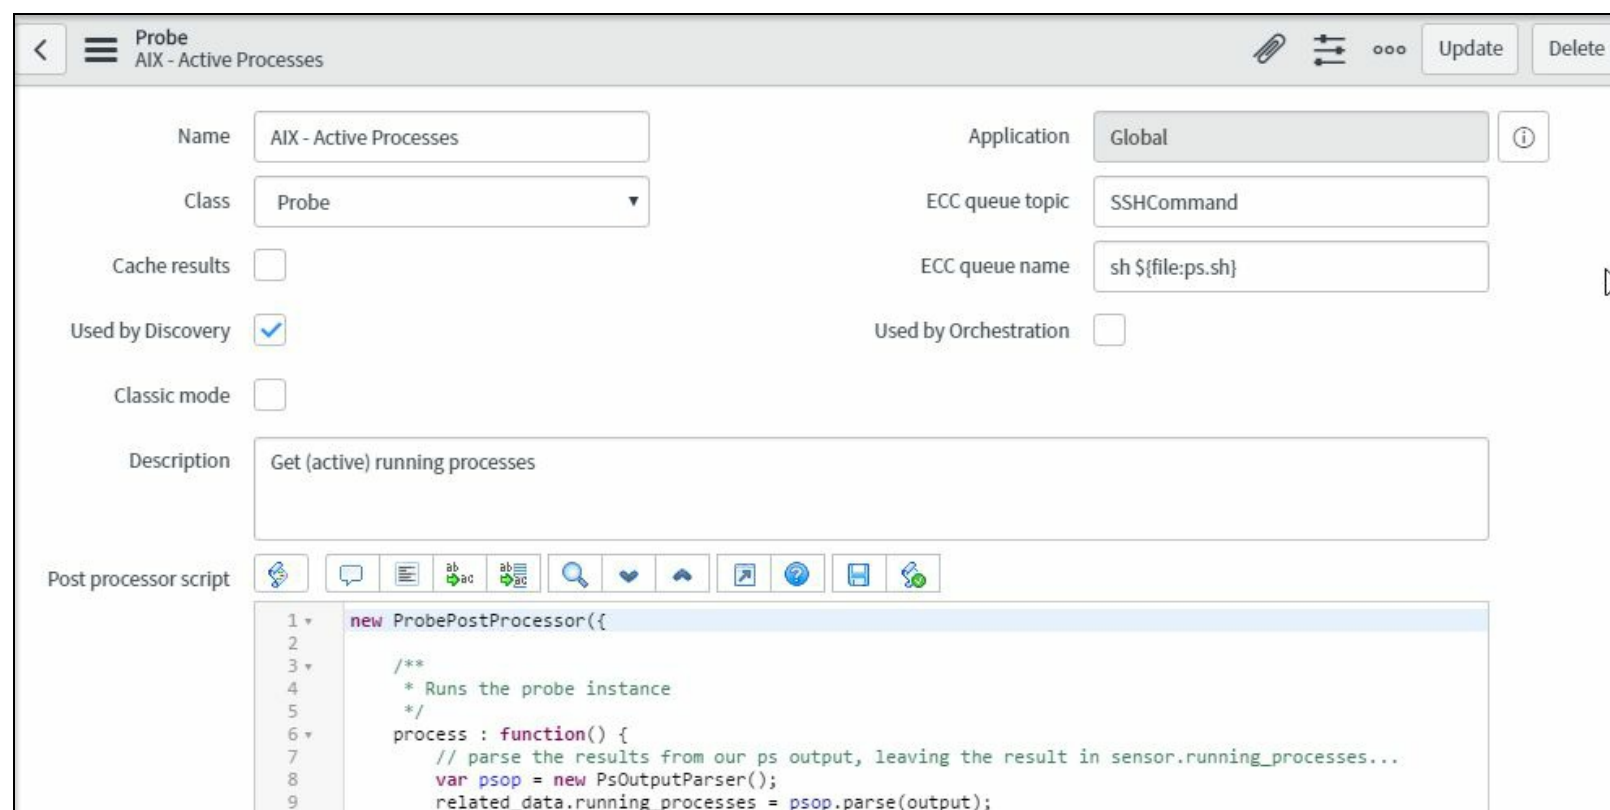 Probe
AIX - Active Processes
Update
Delete
Name
AIX - Active Processes
Application
Global
Class
Probe
ECC queue topic
SSHCommand
Cache results
ECC queue name
sh ${file:ps.sh}
Used by Discovery
Used by Orchestration
Classic mode
Description
Get (active) running processes
Post processor script
ab
ac
ab
ac
1 new ProbePostProcessor({
2
3 /**
4 * Runs the probe instance
5 */
6 process : function() {
7 // parse the results from our ps output, leaving the result in sensor.running_processes...
8 var psop = new PsOutputParser();
9 related_data.running_processes = psop.parse(output);